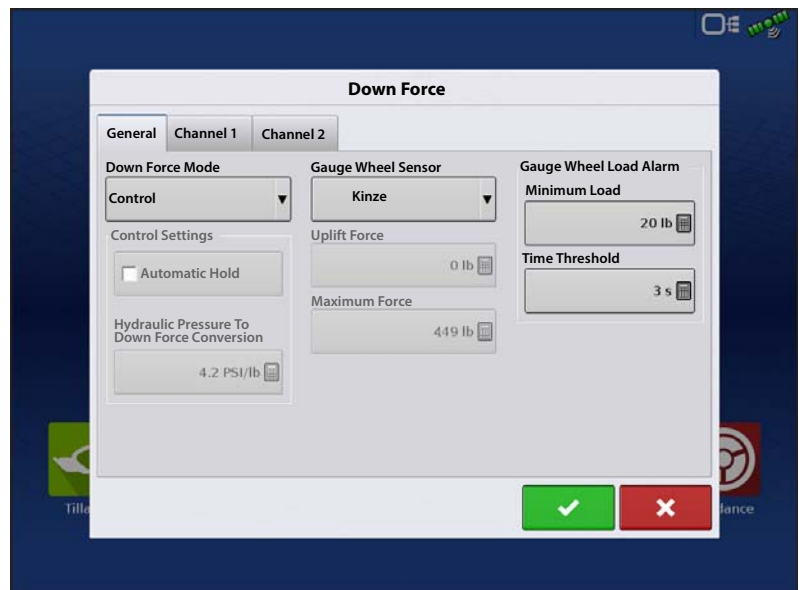 Down Force
General
Channel 1
Channel 2
Down Force Mode
Control
Control Settings
Automatic Hold
Hydraulic Pressure To
Down Force Conversion
4.2 PSI/lb
Gauge Wheel Sensor
Kinze
Uplift Force
0 lb
Maximum Force
449 lb
Gauge Wheel Load Alarm
Minimum Load
20 lb
Time Threshold
3 s
Tilla
dance